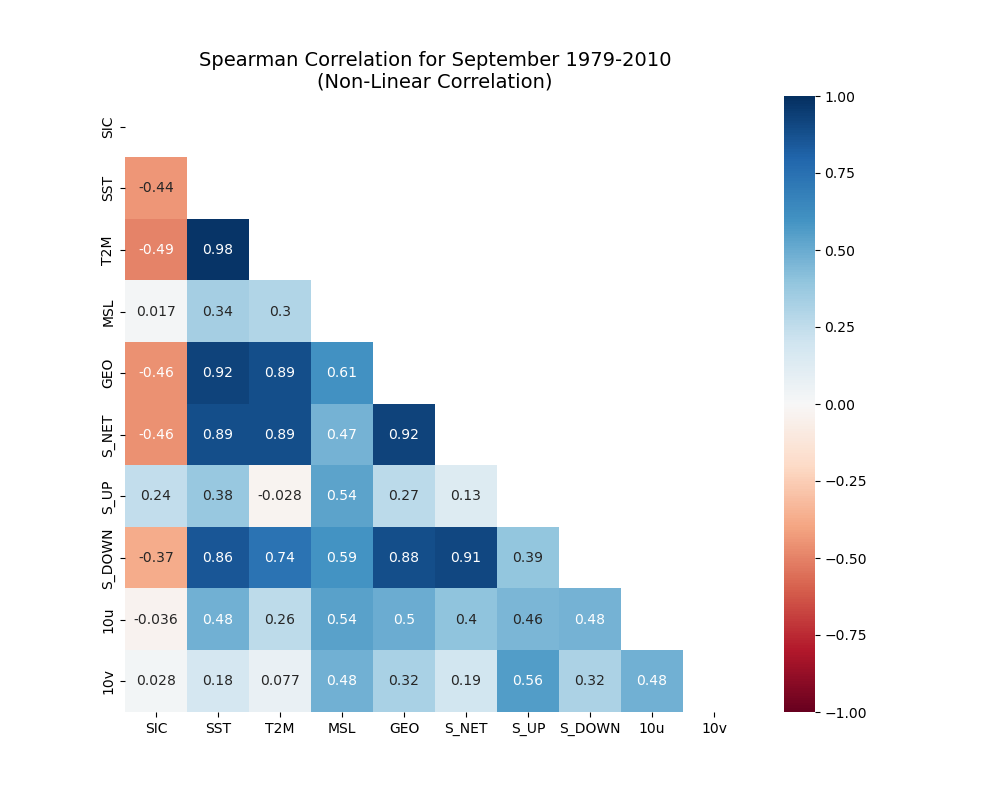 Spearman Correlation for September 1979-2010
(Non-Linear Correlation)
SIC
SST -0.44
T2M -0.49 0.98
MSL 0.017 0.34 0.3
GEO -0.46 0.92 0.89 0.61
S_NET -0.46 0.89 0.89 0.47 0.92
S_UP 0.24 0.38 -0.028 0.54 0.27 0.13
S_DOWN -0.37 0.86 0.74 0.59 0.88 0.91 0.39
10u -0.036 0.48 0.26 0.54 0.5 0.4 0.46 0.48
10v 0.028 0.18 0.077 0.48 0.32 0.19 0.56 0.32 0.48
SIC SST T2M MSL GEO S_NET S_UP S_DOWN 10u 10v
1.00
0.75
0.50
0.25
0.00
−0.25
−0.50
−0.75
−1.00